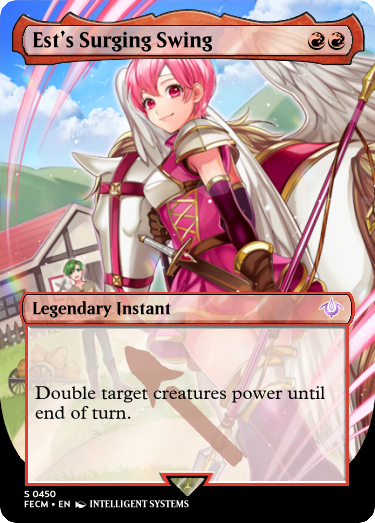 Est's Surging Swing
Legendary Instant
Double target creatures power until
end of turn.
S 0450
FECM • EN INTELLIGENT SYSTEMS